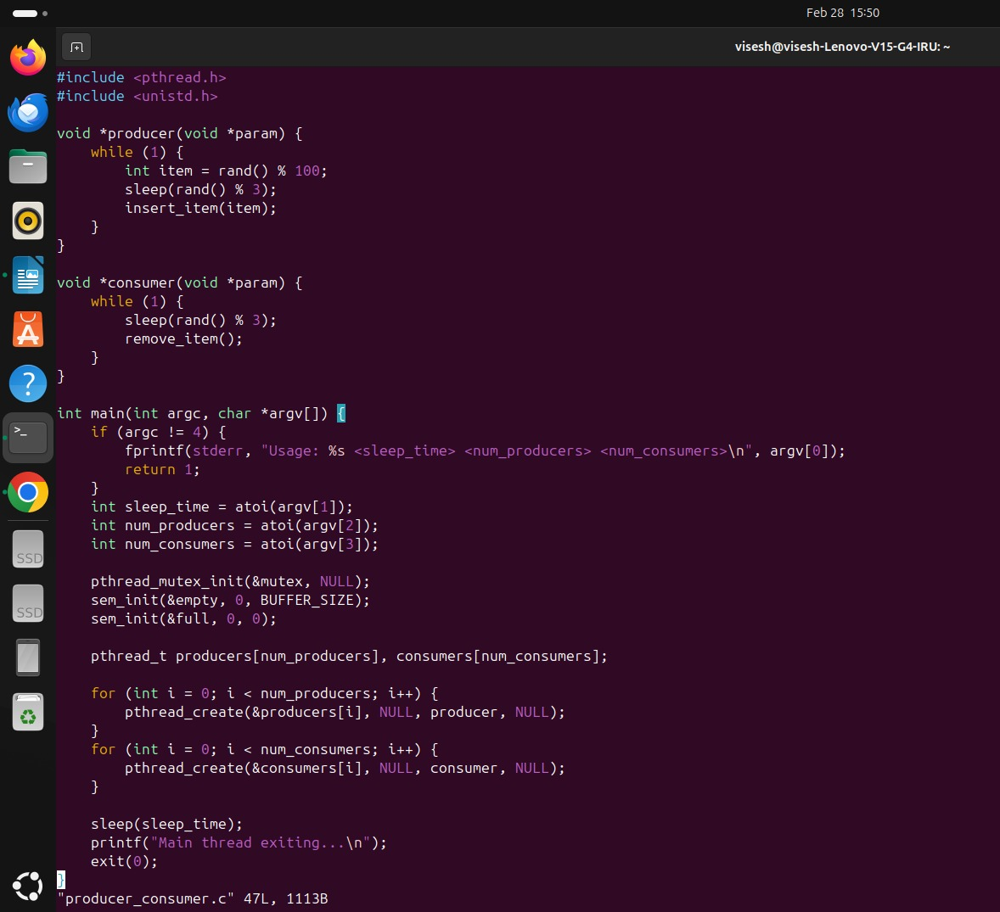 Feb 28 15:50
visesh@visesh-Lenovo-V15-G4-IRU: ~
#include <pthread.h>
#include <unistd.h>

void *producer(void *param) {
    while (1) {
        int item = rand() % 100;
        sleep(rand() % 3);
        insert_item(item);
    }
}

void *consumer(void *param) {
    while (1) {
        sleep(rand() % 3);
        remove_item();
    }
}

int main(int argc, char *argv[]) {
    if (argc != 4) {
        fprintf(stderr, "Usage: %s <sleep_time> <num_producers> <num_consumers>\n", argv[0]);
        return 1;
    }
    int sleep_time = atoi(argv[1]);
    int num_producers = atoi(argv[2]);
    int num_consumers = atoi(argv[3]);

    pthread_mutex_init(&mutex, NULL);
    sem_init(&empty, 0, BUFFER_SIZE);
    sem_init(&full, 0, 0);

    pthread_t producers[num_producers], consumers[num_consumers];

    for (int i = 0; i < num_producers; i++) {
        pthread_create(&producers[i], NULL, producer, NULL);
    }
    for (int i = 0; i < num_consumers; i++) {
        pthread_create(&consumers[i], NULL, consumer, NULL);
    }

    sleep(sleep_time);
    printf("Main thread exiting...\n");
    exit(0);
}
"producer_consumer.c" 47L, 1113B
SSD
SSD